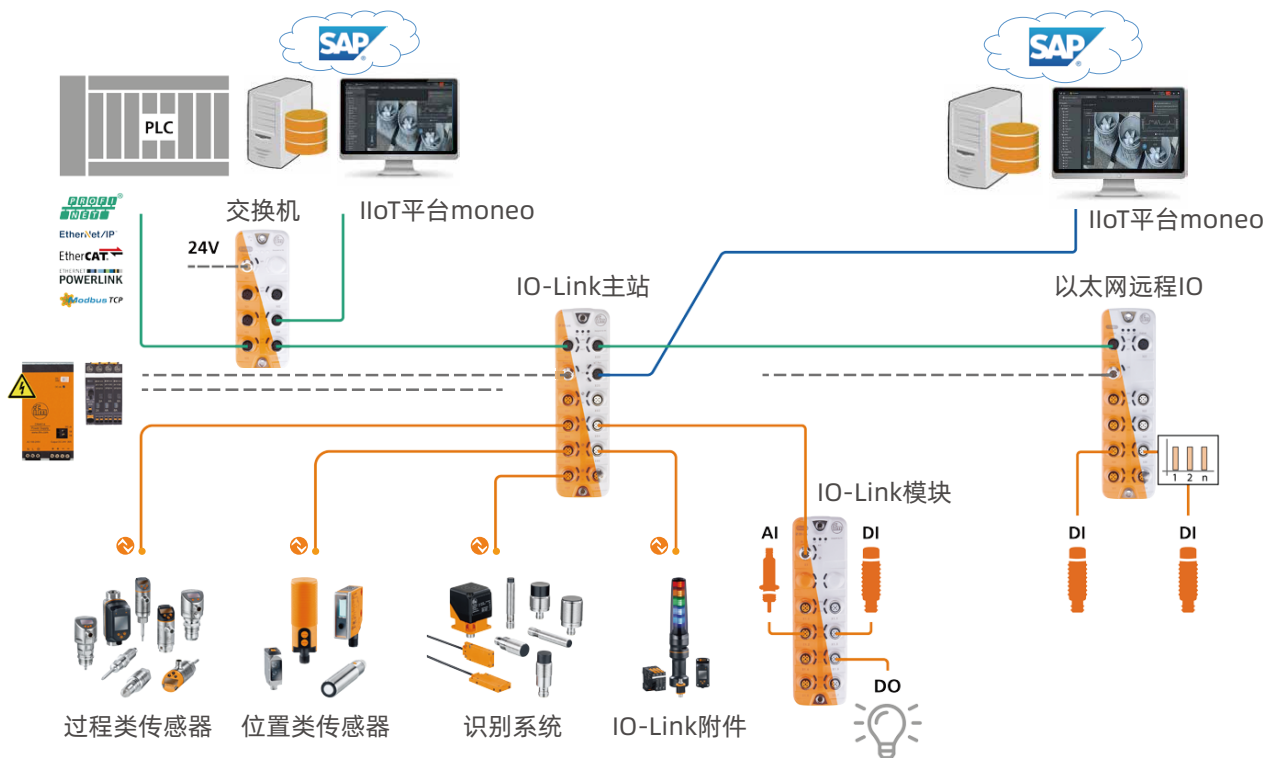 SAP
SAP
PLC
PROFI
NET
EtherNet/IP
EtherCAT
ETHERNET
POWERLINK
Modbus TCP
交换机
IIoT平台moneo
IIoT平台moneo
24V
IO-Link主站
以太网远程IO
ifm
1 2 n
IO-Link模块
AI
DI
DI
DI
DO
过程类传感器
位置类传感器
识别系统
IO-Link附件